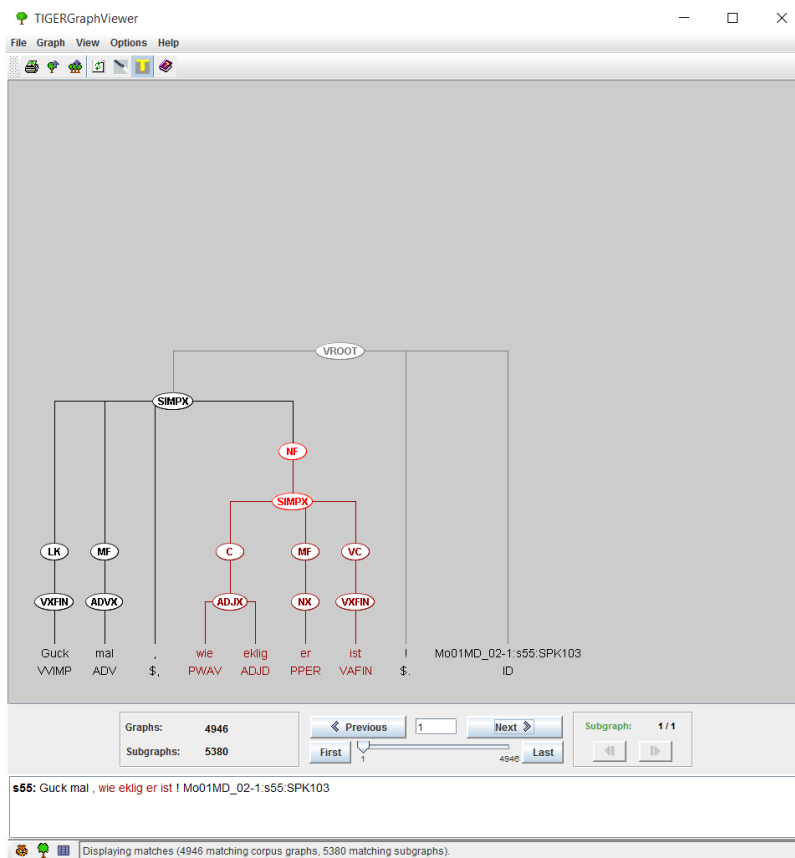 TIGERGraphViewer
File Graph View Options Help
VROOT
SIMPX
NF
SIMPX
LK MF C MF VC
VXFIN ADVX ADJX NX VXFIN
Guck mal , wie eklig er ist ! Mo01MD_02-1:s55:SPK103
VVIMP ADV $, PWAV ADJD PPER VAFIN $. ID
Graphs: 4946 Previous 1 Next Subgraph: 1 / 1
Subgraphs: 5380 First 1 4946 Last
s55: Guck mal , wie eklig er ist ! Mo01MD_02-1:s55:SPK103
Displaying matches (4946 matching corpus graphs, 5380 matching subgraphs).